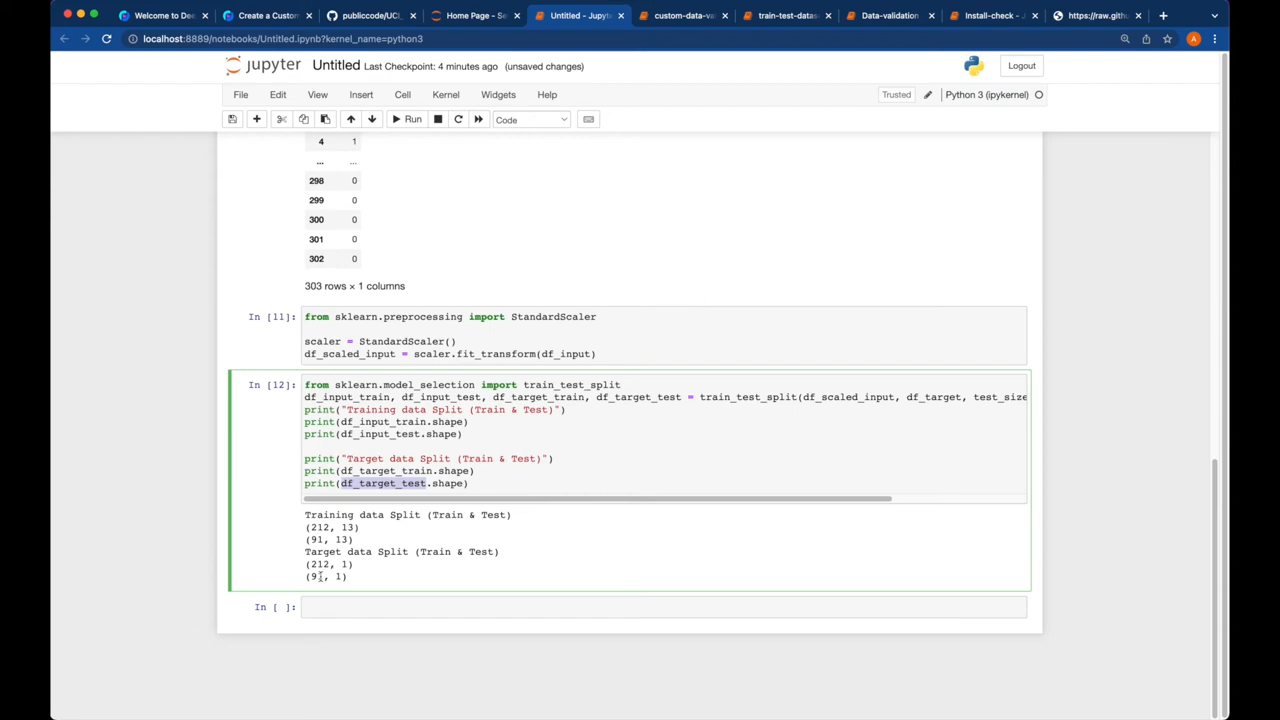 Welcome to Dee
Create a Custom
publiccode/UCI_
Home Page - Se
Untitled - Jupyte
custom-data-va
train-test-datas
Data-validation
Install-check - J
https://raw.githu
localhost:8889/notebooks/Untitled.ipynb?kernel_name=python3
A
jupyter Untitled Last Checkpoint: 4 minutes ago (unsaved changes)
Logout
File Edit View Insert Cell Kernel Widgets Help
Trusted
Python 3 (ipykernel)
Run
Code
4 1
... ...
298 0
299 0
300 0
301 0
302 0
303 rows × 1 columns
In [11]: from sklearn.preprocessing import StandardScaler
scaler = StandardScaler()
df_scaled_input = scaler.fit_transform(df_input)
In [12]: from sklearn.model_selection import train_test_split
df_input_train, df_input_test, df_target_train, df_target_test = train_test_split(df_scaled_input, df_target, test_size
print("Training data Split (Train & Test)")
print(df_input_train.shape)
print(df_input_test.shape)
print("Target data Split (Train & Test)")
print(df_target_train.shape)
print(df_target_test.shape)
Training data Split (Train & Test)
(212, 13)
(91, 13)
Target data Split (Train & Test)
(212, 1)
(91, 1)
In [ ]: